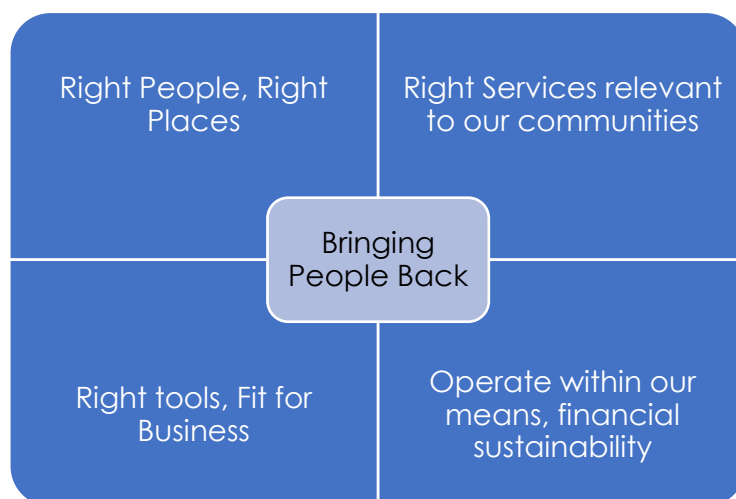 Right People, Right
Places
Right Services relevant
to our communities
Bringing
People Back
Right tools, Fit for
Business
Operate within our
means, financial
sustainability